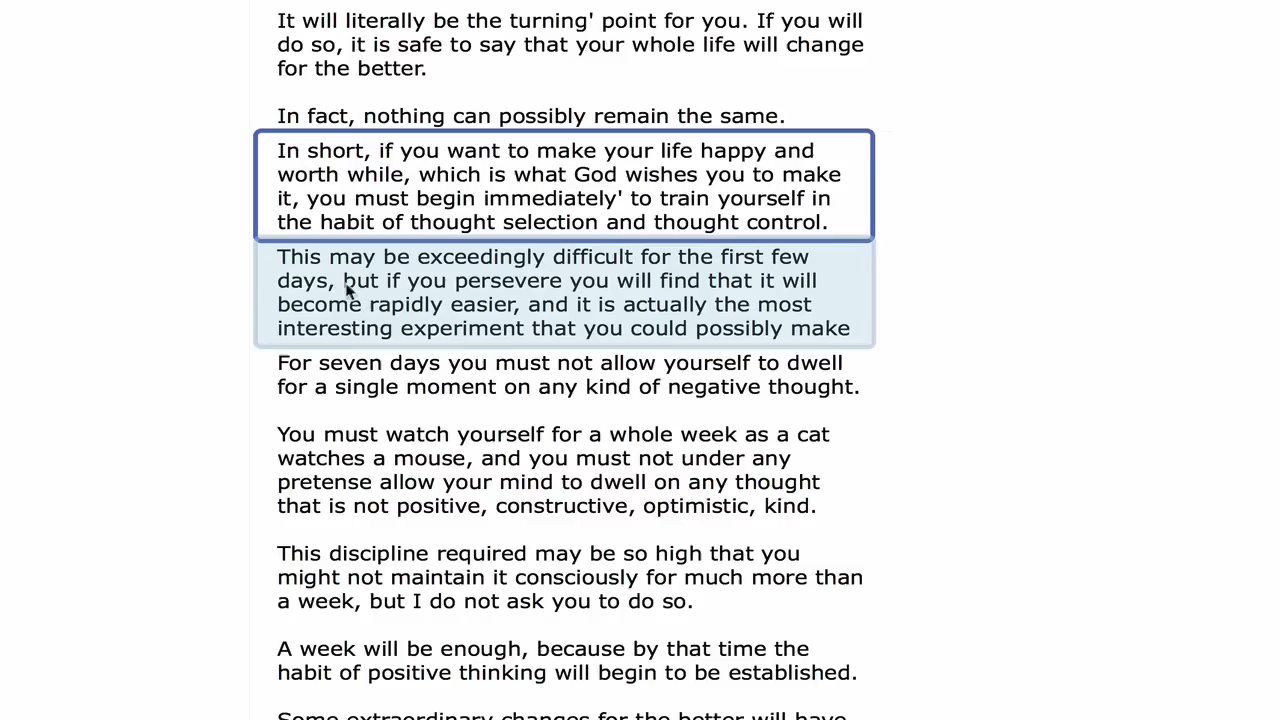 It will literally be the turning' point for you. If you will
do so, it is safe to say that your whole life will change
for the better.
In fact, nothing can possibly remain the same.
In short, if you want to make your life happy and
worth while, which is what God wishes you to make
it, you must begin immediately' to train yourself in
the habit of thought selection and thought control.
This may be exceedingly difficult for the first few
days, but if you persevere you will find that it will
become rapidly easier, and it is actually the most
interesting experiment that you could possibly make
For seven days you must not allow yourself to dwell
for a single moment on any kind of negative thought.
You must watch yourself for a whole week as a cat
watches a mouse, and you must not under any
pretense allow your mind to dwell on any thought
that is not positive, constructive, optimistic, kind.
This discipline required may be so high that you
might not maintain it consciously for much more than
a week, but I do not ask you to do so.
A week will be enough, because by that time the
habit of positive thinking will begin to be established.
Some extraordinary changes for the better will have